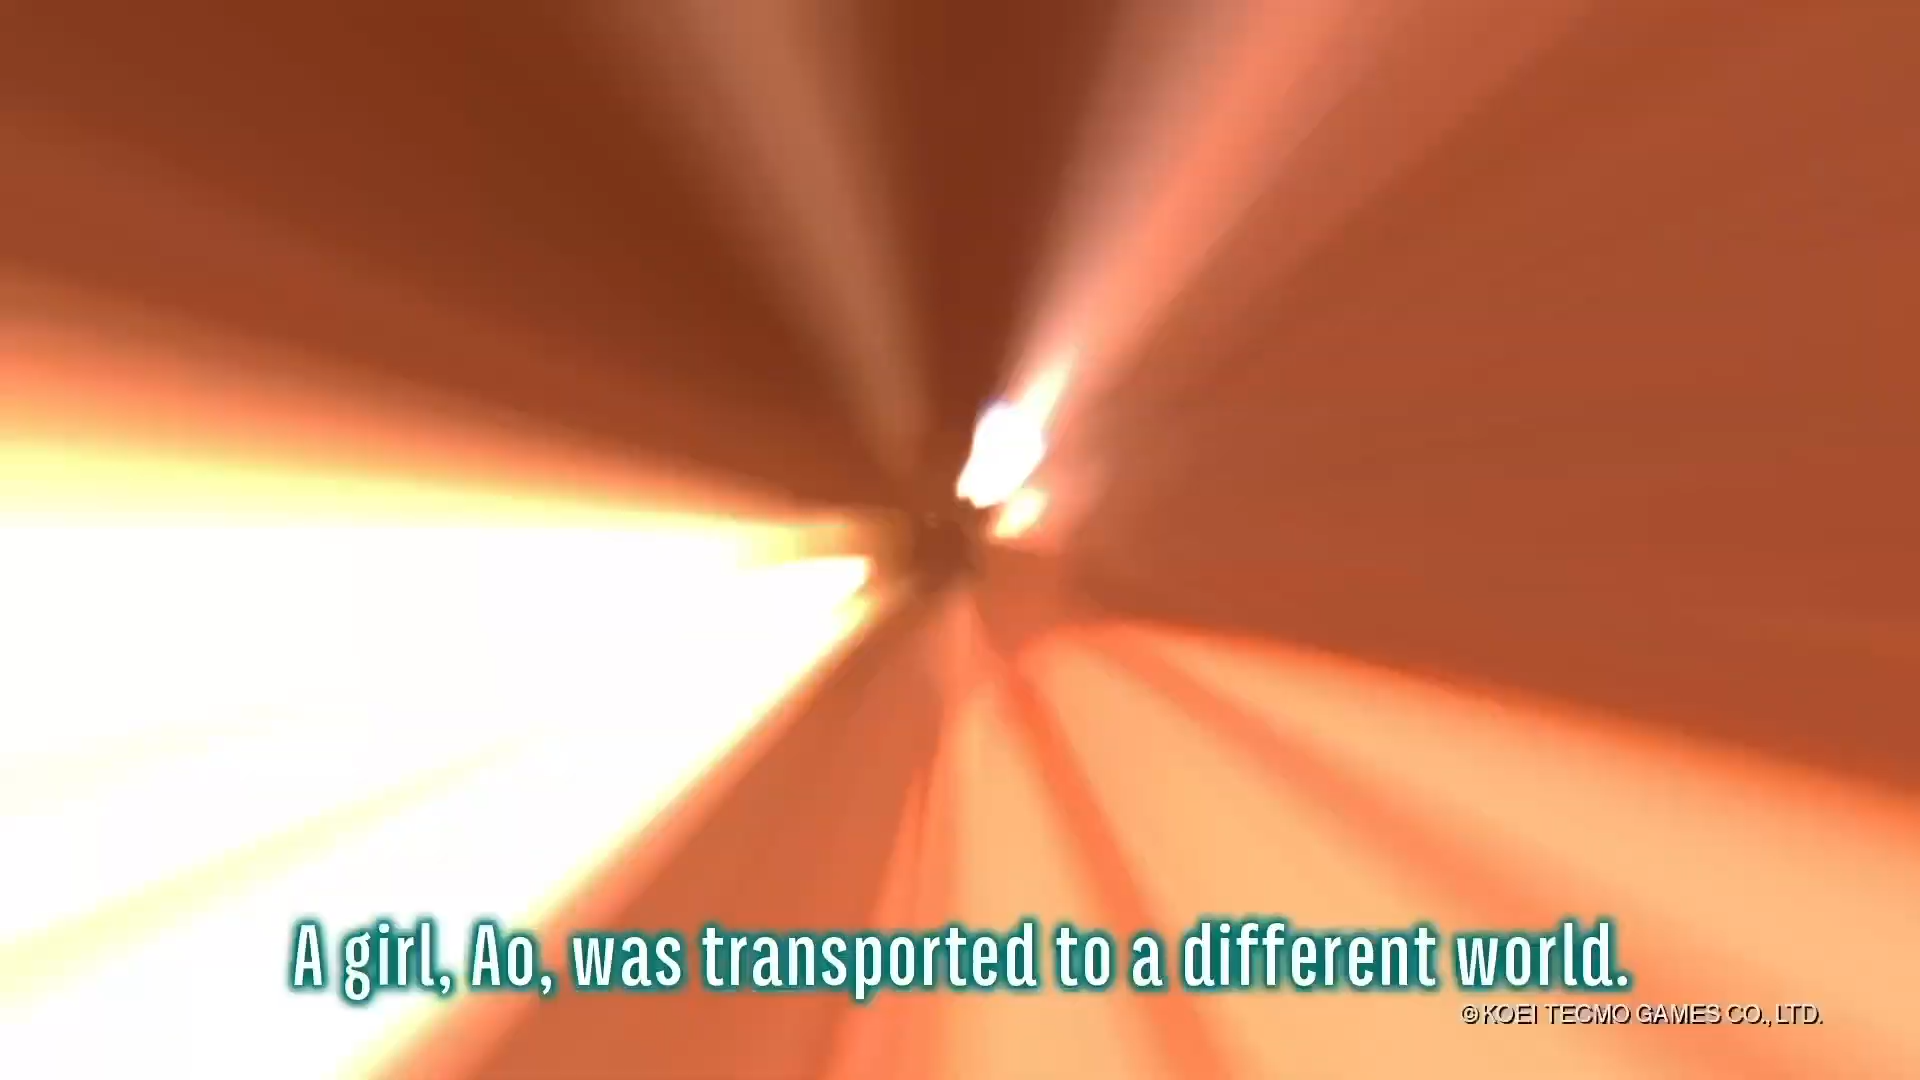 A girl, Ao, was transported to a different world.
©KOEI TECMO GAMES CO., LTD.